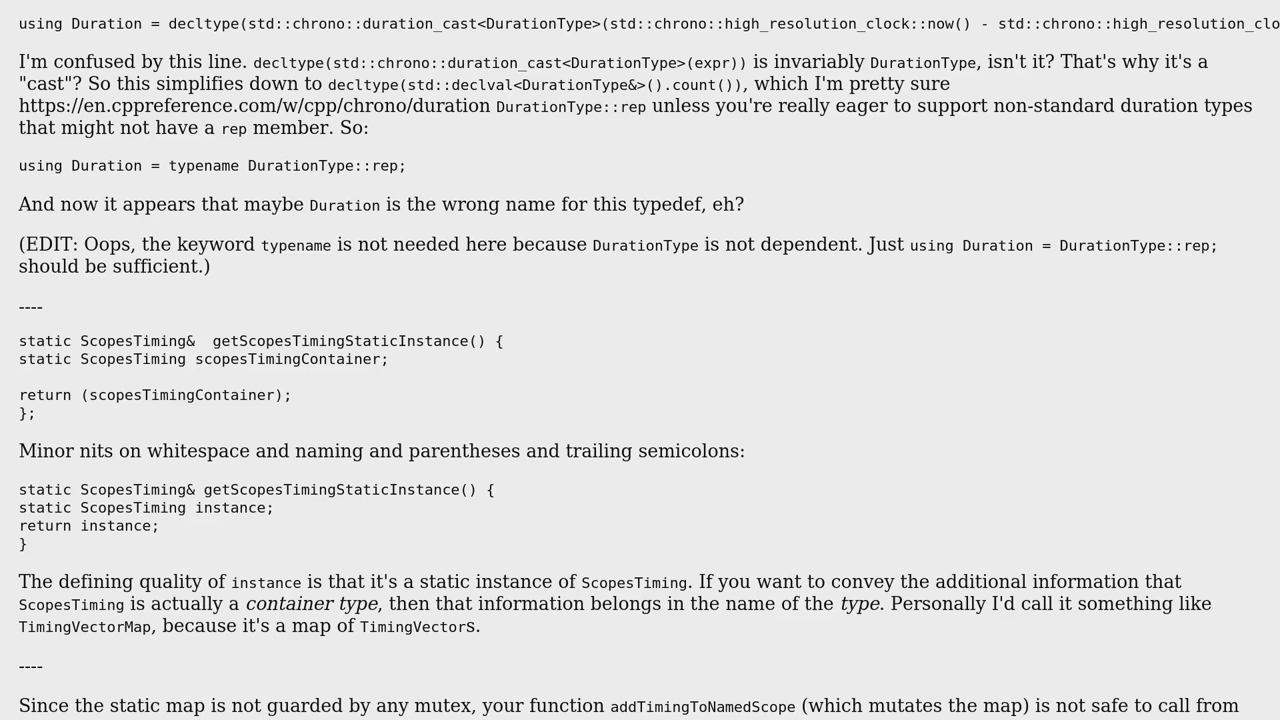 using Duration = decltype(std::chrono::duration_cast<DurationType>(std::chrono::high_resolution_clock::now() - std::chrono::high_resolution_clo
I'm confused by this line. decltype(std::chrono::duration_cast<DurationType>(expr)) is invariably DurationType, isn't it? That's why it's a
"cast"? So this simplifies down to decltype(std::declval<DurationType&>().count()), which I'm pretty sure
https://en.cppreference.com/w/cpp/chrono/duration DurationType::rep unless you're really eager to support non-standard duration types
that might not have a rep member. So:
using Duration = typename DurationType::rep;
And now it appears that maybe Duration is the wrong name for this typedef, eh?
(EDIT: Oops, the keyword typename is not needed here because DurationType is not dependent. Just using Duration = DurationType::rep;
should be sufficient.)
----
static ScopesTiming&  getScopesTimingStaticInstance() {
static ScopesTiming scopesTimingContainer;
return (scopesTimingContainer);
};
Minor nits on whitespace and naming and parentheses and trailing semicolons:
static ScopesTiming& getScopesTimingStaticInstance() {
static ScopesTiming instance;
return instance;
}
The defining quality of instance is that it's a static instance of ScopesTiming. If you want to convey the additional information that
ScopesTiming is actually a container type, then that information belongs in the name of the type. Personally I'd call it something like
TimingVectorMap, because it's a map of TimingVectors.
----
Since the static map is not guarded by any mutex, your function addTimingToNamedScope (which mutates the map) is not safe to call from